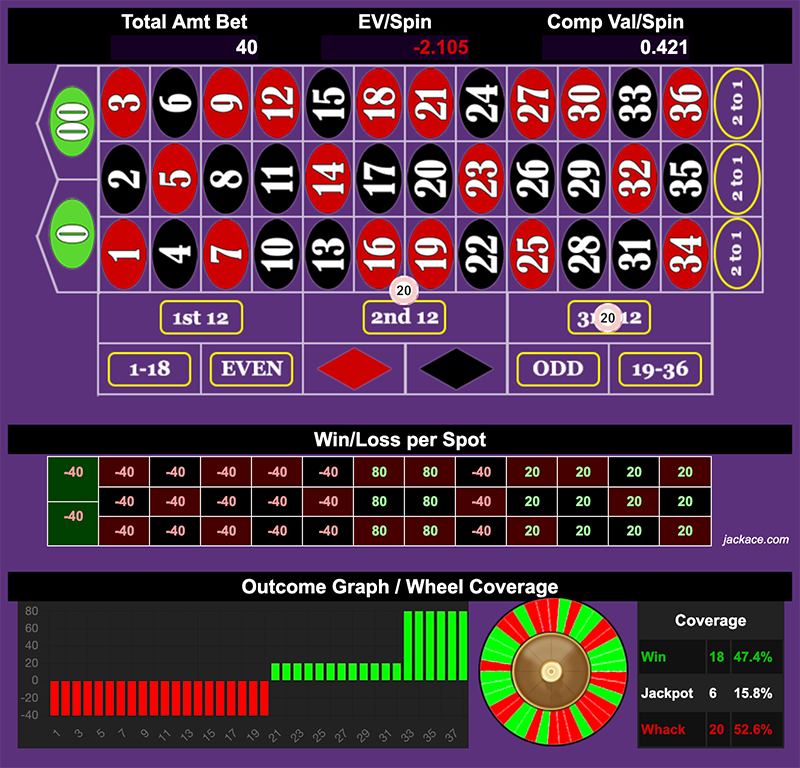 Total Amt Bet EV/Spin Comp Val/Spin
40 -2.105 0.421
00 3 6 9 12 15 18 21 24 27 30 33 36 2 to 1
2 5 8 11 14 17 20 23 26 29 32 35 2 to 1
0 1 4 7 10 13 16 19 22 25 28 31 34 2 to 1
20
1st 12 2nd 12 20 12
1-18 EVEN ODD 19-36
Win/Loss per Spot
-40 -40 -40 -40 -40 -40 80 80 -40 20 20 20 20
-40 -40 -40 -40 -40 80 80 -40 20 20 20 20
-40 -40 -40 -40 -40 -40 80 80 -40 20 20 20 20
jackace.com
Outcome Graph / Wheel Coverage
80
60
40
20
0
-20
-40
1 3 5 7 9 11 13 15 17 19 21 23 25 27 29 31 33 35 37
Coverage
Win 18 47.4%
Jackpot 6 15.8%
Whack 20 52.6%